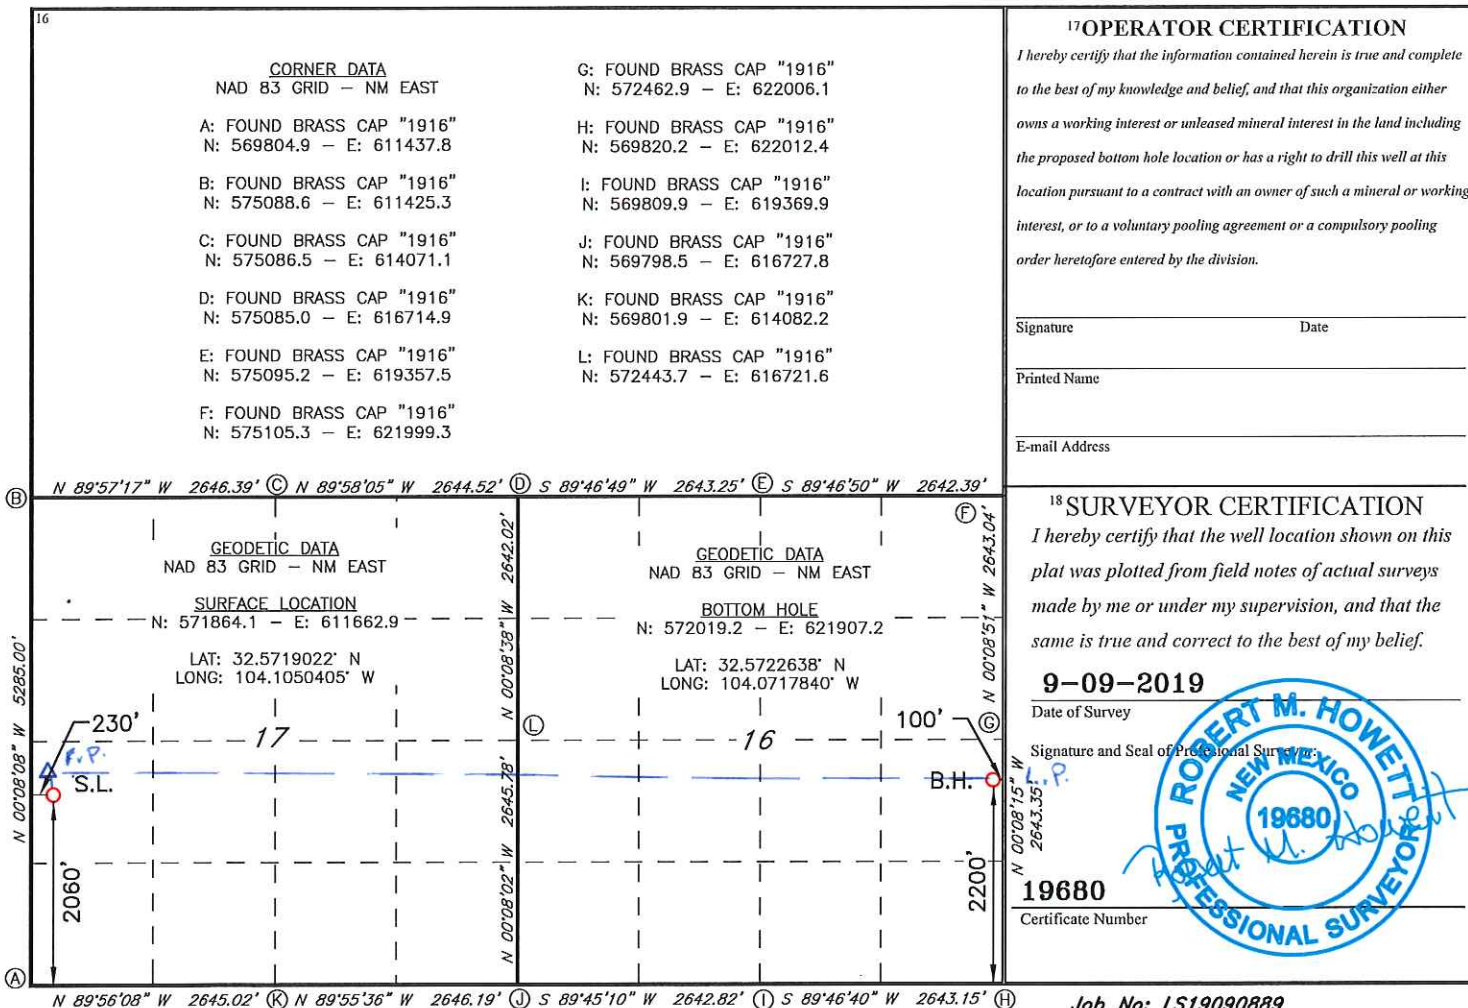 16
CORNER DATA
NAD 83 GRID – NM EAST
A: FOUND BRASS CAP "1916"
N: 569804.9 – E: 611437.8
B: FOUND BRASS CAP "1916"
N: 575088.6 – E: 611425.3
C: FOUND BRASS CAP "1916"
N: 575086.5 – E: 614071.1
D: FOUND BRASS CAP "1916"
N: 575085.0 – E: 616714.9
E: FOUND BRASS CAP "1916"
N: 575095.2 – E: 619357.5
F: FOUND BRASS CAP "1916"
N: 575105.3 – E: 621999.3
G: FOUND BRASS CAP "1916"
N: 572462.9 – E: 622006.1
H: FOUND BRASS CAP "1916"
N: 569820.2 – E: 622012.4
I: FOUND BRASS CAP "1916"
N: 569809.9 – E: 619369.9
J: FOUND BRASS CAP "1916"
N: 569798.5 – E: 616727.8
K: FOUND BRASS CAP "1916"
N: 569801.9 – E: 614082.2
L: FOUND BRASS CAP "1916"
N: 572443.7 – E: 616721.6
17 OPERATOR CERTIFICATION
I hereby certify that the information contained herein is true and complete
to the best of my knowledge and belief, and that this organization either
owns a working interest or unleased mineral interest in the land including
the proposed bottom hole location or has a right to drill this well at this
location pursuant to a contract with an owner of such a mineral or working
interest, or to a voluntary pooling agreement or a compulsory pooling
order heretofore entered by the division.
Signature Date
Printed Name
E-mail Address
B N 89°57'17" W 2646.39' C N 89°58'05" W 2644.52' D S 89°46'49" W 2643.25' E S 89°46'50" W 2642.39'
F
GEODETIC DATA
NAD 83 GRID – NM EAST
SURFACE LOCATION
N: 571864.1 – E: 611662.9
LAT: 32.5719022° N
LONG: 104.1050405° W
N 00°08'08" W 5285.00'
230'
17
F.P.
S.L.
2060'
N 00°08'38" W 2642.02'
L
N 00°08'02" W 2645.78'
GEODETIC DATA
NAD 83 GRID – NM EAST
BOTTOM HOLE
N: 572019.2 – E: 621907.2
LAT: 32.5722638° N
LONG: 104.0717840° W
N 00°08'51" W 2643.04'
100'
G
16
B.H.
L.P.
2200'
N 00°08'15" W
2643.35'
A N 89°56'08" W 2645.02' K N 89°55'36" W 2646.19' J S 89°45'10" W 2642.82' I S 89°46'40" W 2643.15' H
18 SURVEYOR CERTIFICATION
I hereby certify that the well location shown on this
plat was plotted from field notes of actual surveys
made by me or under my supervision, and that the
same is true and correct to the best of my belief.
9-09-2019
Date of Survey
Signature and Seal of Profesional Surveyor:
ROBERT M. HOWETT
NEW MEXICO
19680
PROFESSIONAL SURVEYOR
Robert M. Howett
19680
Certificate Number
Job No: LS19090889